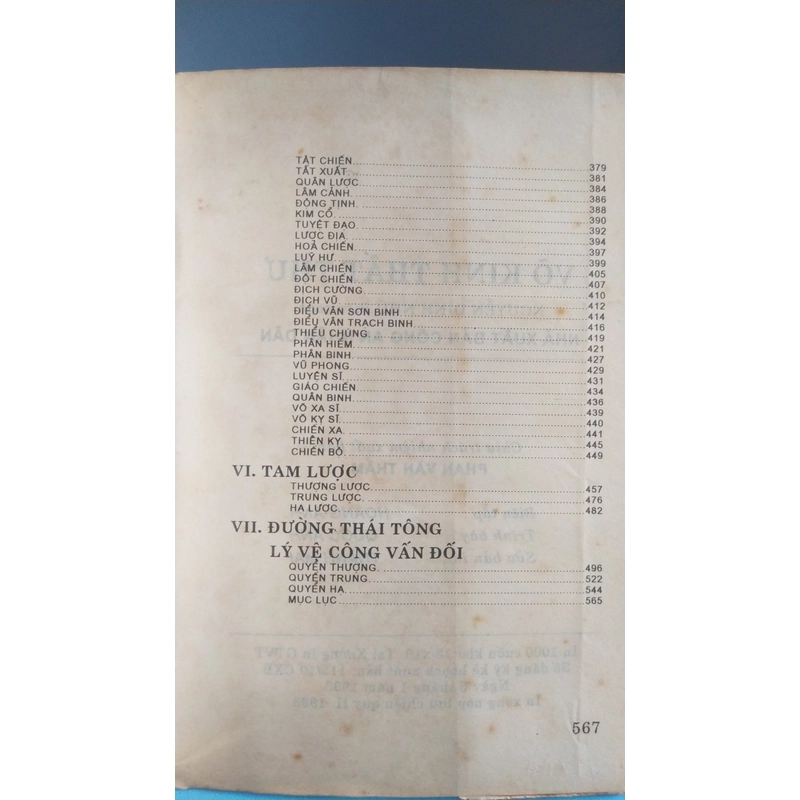 TẤT CHIẾN 379
TẤT XUẤT 381
QUÂN LƯỢC 384
LÂM CẢNH 386
ĐỘNG TỊNH 388
KIM CỔ 390
TUYỆT ĐẠO 392
LƯỢC ĐỊA 394
HOẢ CHIẾN 397
LUỸ HƯ 399
LÂM CHIẾN 405
ĐỘT CHIẾN 407
ĐỊCH CƯỜNG 410
ĐỊCH VŨ 412
ĐIỂU VÂN SƠN BINH 414
ĐIỂU VÂN TRẠCH BINH 416
THIỂU CHÚNG 419
PHÂN HIỂM 421
PHÂN BINH 427
VŨ PHONG 429
LUYỆN SĨ 431
GIÁO CHIẾN 434
QUÂN BINH 436
VÕ XA SĨ 439
VÕ KỴ SĨ 440
CHIẾN XA 441
THIÊN KỴ 445
CHIẾN BỘ 449
VI. TAM LƯỢC
THƯỢNG LƯỢC 457
TRUNG LƯỢC 476
HẠ LƯỢC 482
VII. ĐƯỜNG THÁI TÔNG
LÝ VỆ CÔNG VẤN ĐỐI
QUYỂN THƯỢNG 496
QUYỂN TRUNG 522
QUYỂN HẠ 544
MỤC LỤC 565
567